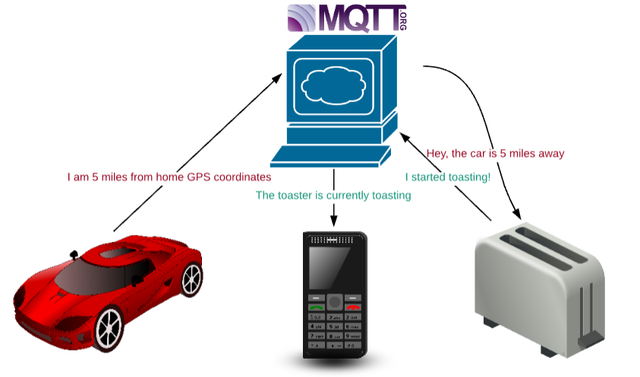 MQTT.ORG
Hey, the car is 5 miles away
I am 5 miles from home GPS coordinates
I started toasting!
The toaster is currently toasting